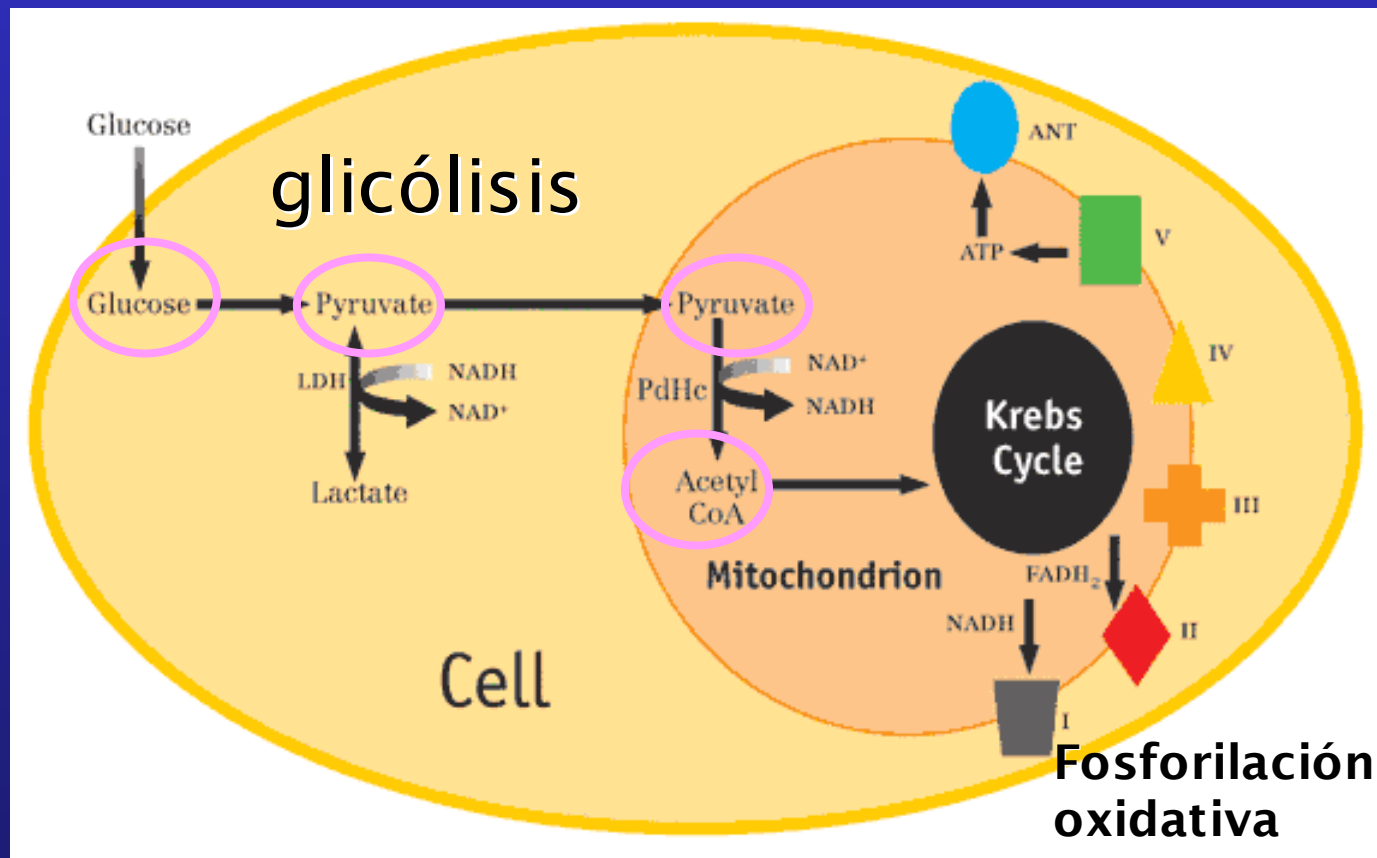 Glucose
glicólisis
Glucose
Pyruvate
Pyruvate
LDH
NADH
NAD⁺
Lactate
PdHc
NAD⁺
NADH
Acetyl
CoA
Krebs
Cycle
Mitochondrion
Cell
ANT
ATP
V
IV
III
FADH₂
II
NADH
I
Fosforilación
oxidativa